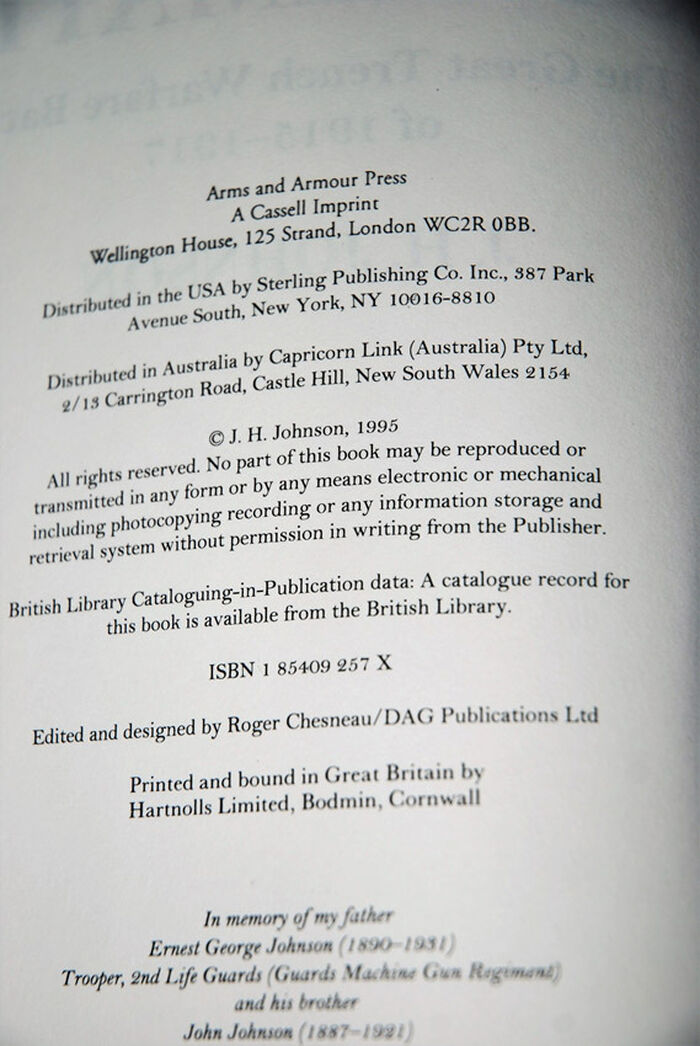 Arms and Armour Press
A Cassell Imprint
Wellington House, 125 Strand, London WC2R 0BB.
Distributed in the USA by Sterling Publishing Co. Inc., 387 Park
Avenue South, New York, NY 10016-8810
Distributed in Australia by Capricorn Link (Australia) Pty Ltd,
2/13 Carrington Road, Castle Hill, New South Wales 2154
© J. H. Johnson, 1995
All rights reserved. No part of this book may be reproduced or
transmitted in any form or by any means electronic or mechanical
including photocopying recording or any information storage and
retrieval system without permission in writing from the Publisher.
British Library Cataloguing-in-Publication data: A catalogue record for
this book is available from the British Library.
ISBN 1 85409 257 X
Edited and designed by Roger Chesneau/DAG Publications Ltd
Printed and bound in Great Britain by
Hartnolls Limited, Bodmin, Cornwall
In memory of my father
Ernest George Johnson (1890–1931)
Trooper, 2nd Life Guards (Guards Machine Gun Regiment)
and his brother
John Johnson (1887–1921)